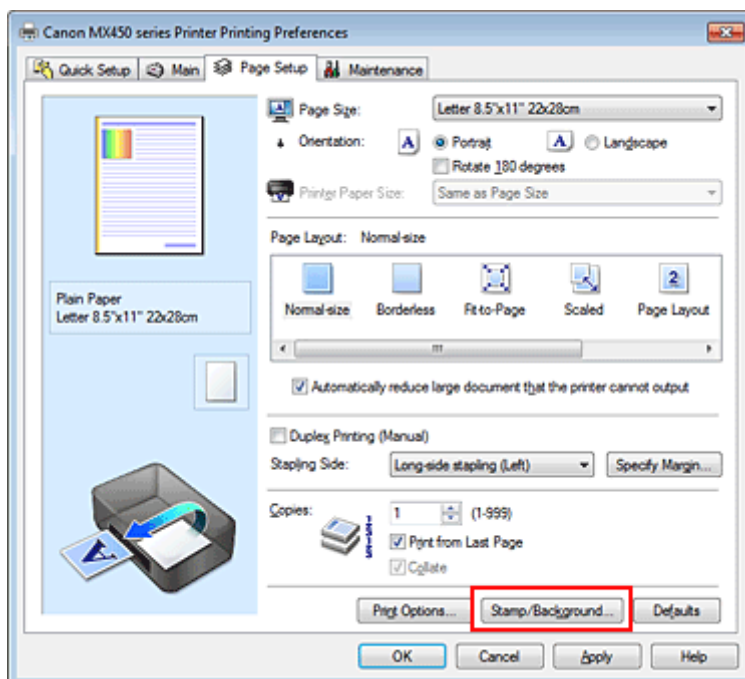 Canon MX450 series Printer Printing Preferences
Quick Setup Main Page Setup Maintenance
Page Size: Letter 8.5"x11" 22x28cm
Orientation: A Portrait A Landscape
Rotate 180 degrees
Printer Paper Size: Same as Page Size
Page Layout: Normal-size
2
Normal-size Borderless Fit-to-Page Scaled Page Layout
Plain Paper
Letter 8.5"x11" 22x28cm
Automatically reduce large document that the printer cannot output
Duplex Printing (Manual)
Stapling Side: Long-side stapling (Left) Specify Margin...
Copies: 1 (1-999)
Print from Last Page
Collate
A
Print Options... Stamp/Background... Defaults
OK Cancel Apply Help